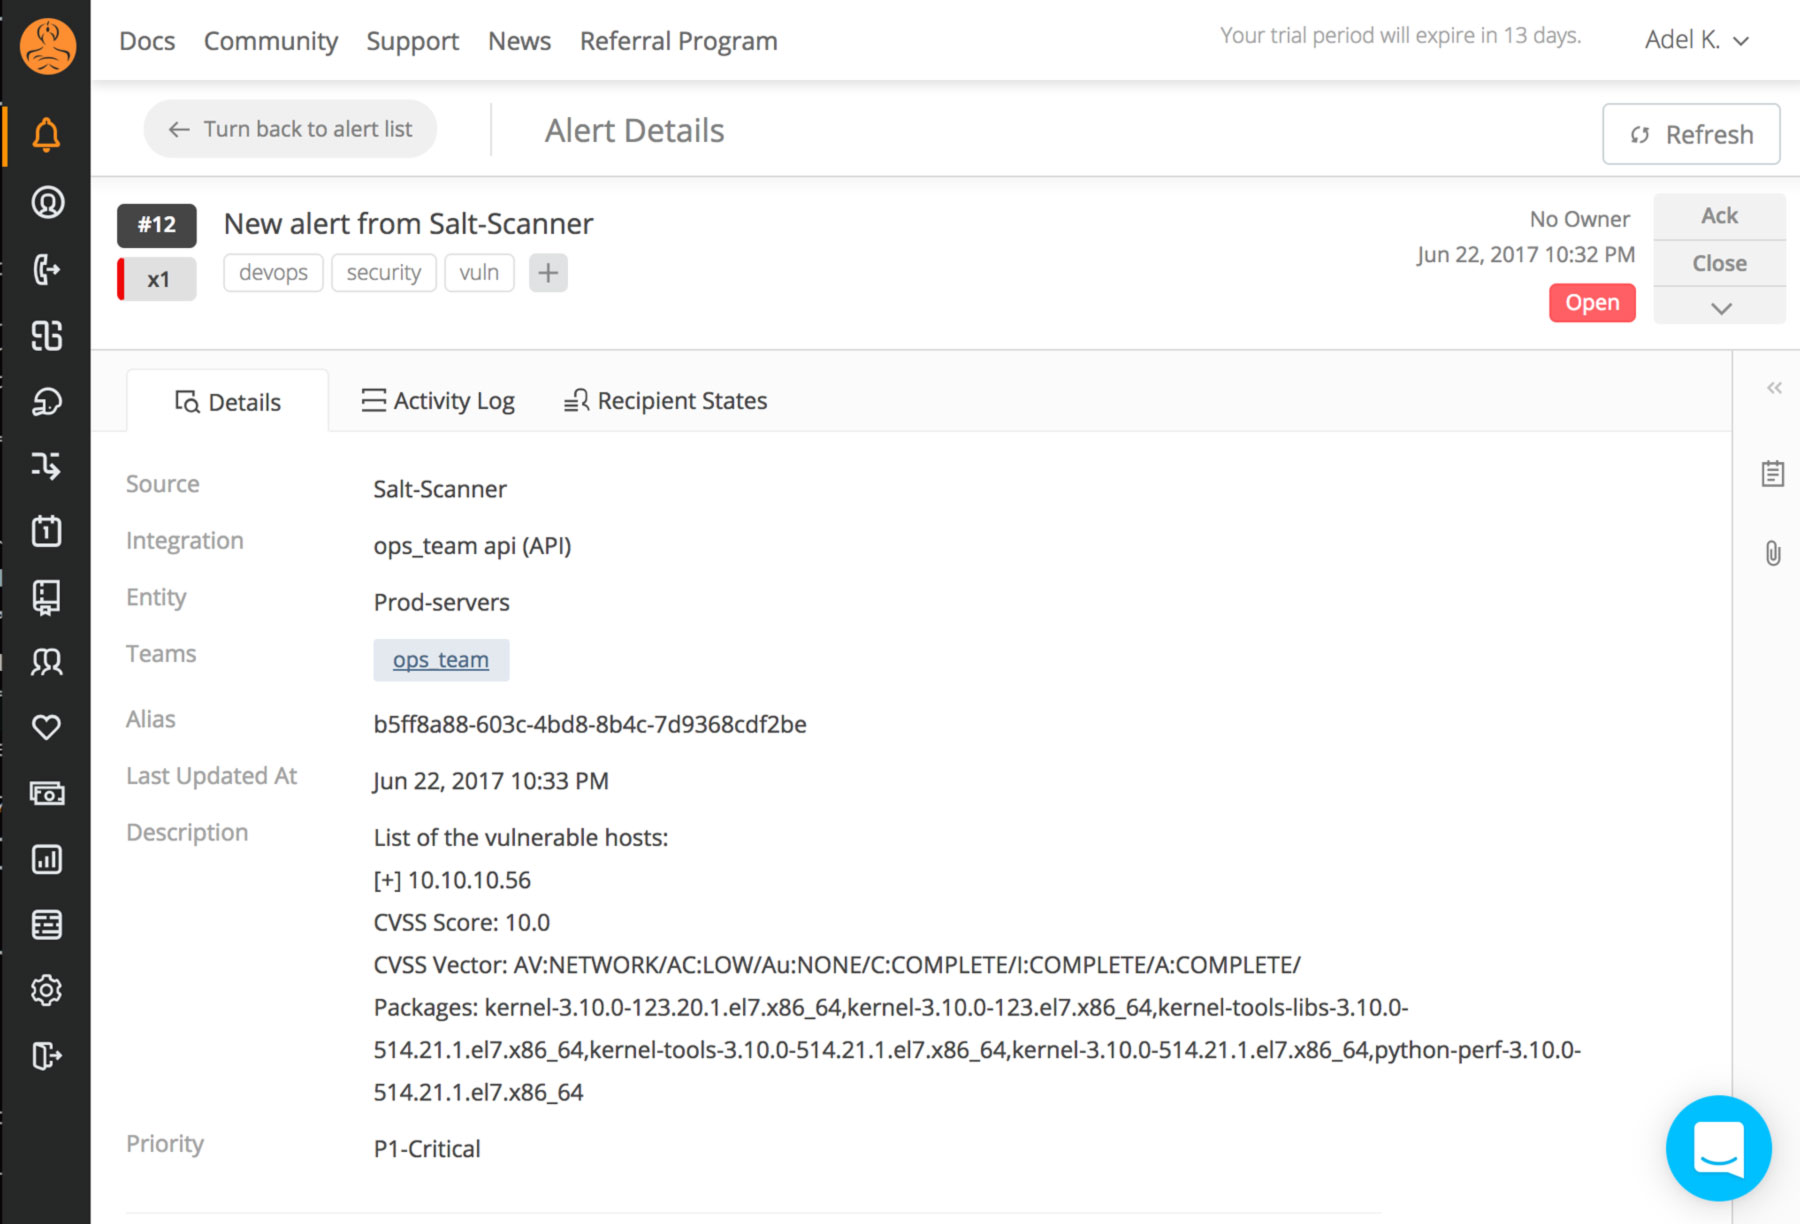 Docs Community Support News Referral Program Your trial period will expire in 13 days. Adel K.
Turn back to alert list Alert Details Refresh
#12 New alert from Salt-Scanner No Owner Ack
x1 devops security vuln + Jun 22, 2017 10:32 PM Close
Open
Details Activity Log Recipient States
Source Salt-Scanner
Integration ops_team api (API)
Entity Prod-servers
Teams ops_team
Alias b5ff8a88-603c-4bd8-8b4c-7d9368cdf2be
Last Updated At Jun 22, 2017 10:33 PM
Description List of the vulnerable hosts:
[+] 10.10.10.56
CVSS Score: 10.0
CVSS Vector: AV:NETWORK/AC:LOW/Au:NONE/C:COMPLETE/I:COMPLETE/A:COMPLETE/
Packages: kernel-3.10.0-123.20.1.el7.x86_64,kernel-3.10.0-123.el7.x86_64,kernel-tools-libs-3.10.0-
514.21.1.el7.x86_64,kernel-tools-3.10.0-514.21.1.el7.x86_64,kernel-3.10.0-514.21.1.el7.x86_64,python-perf-3.10.0-
514.21.1.el7.x86_64
Priority P1-Critical